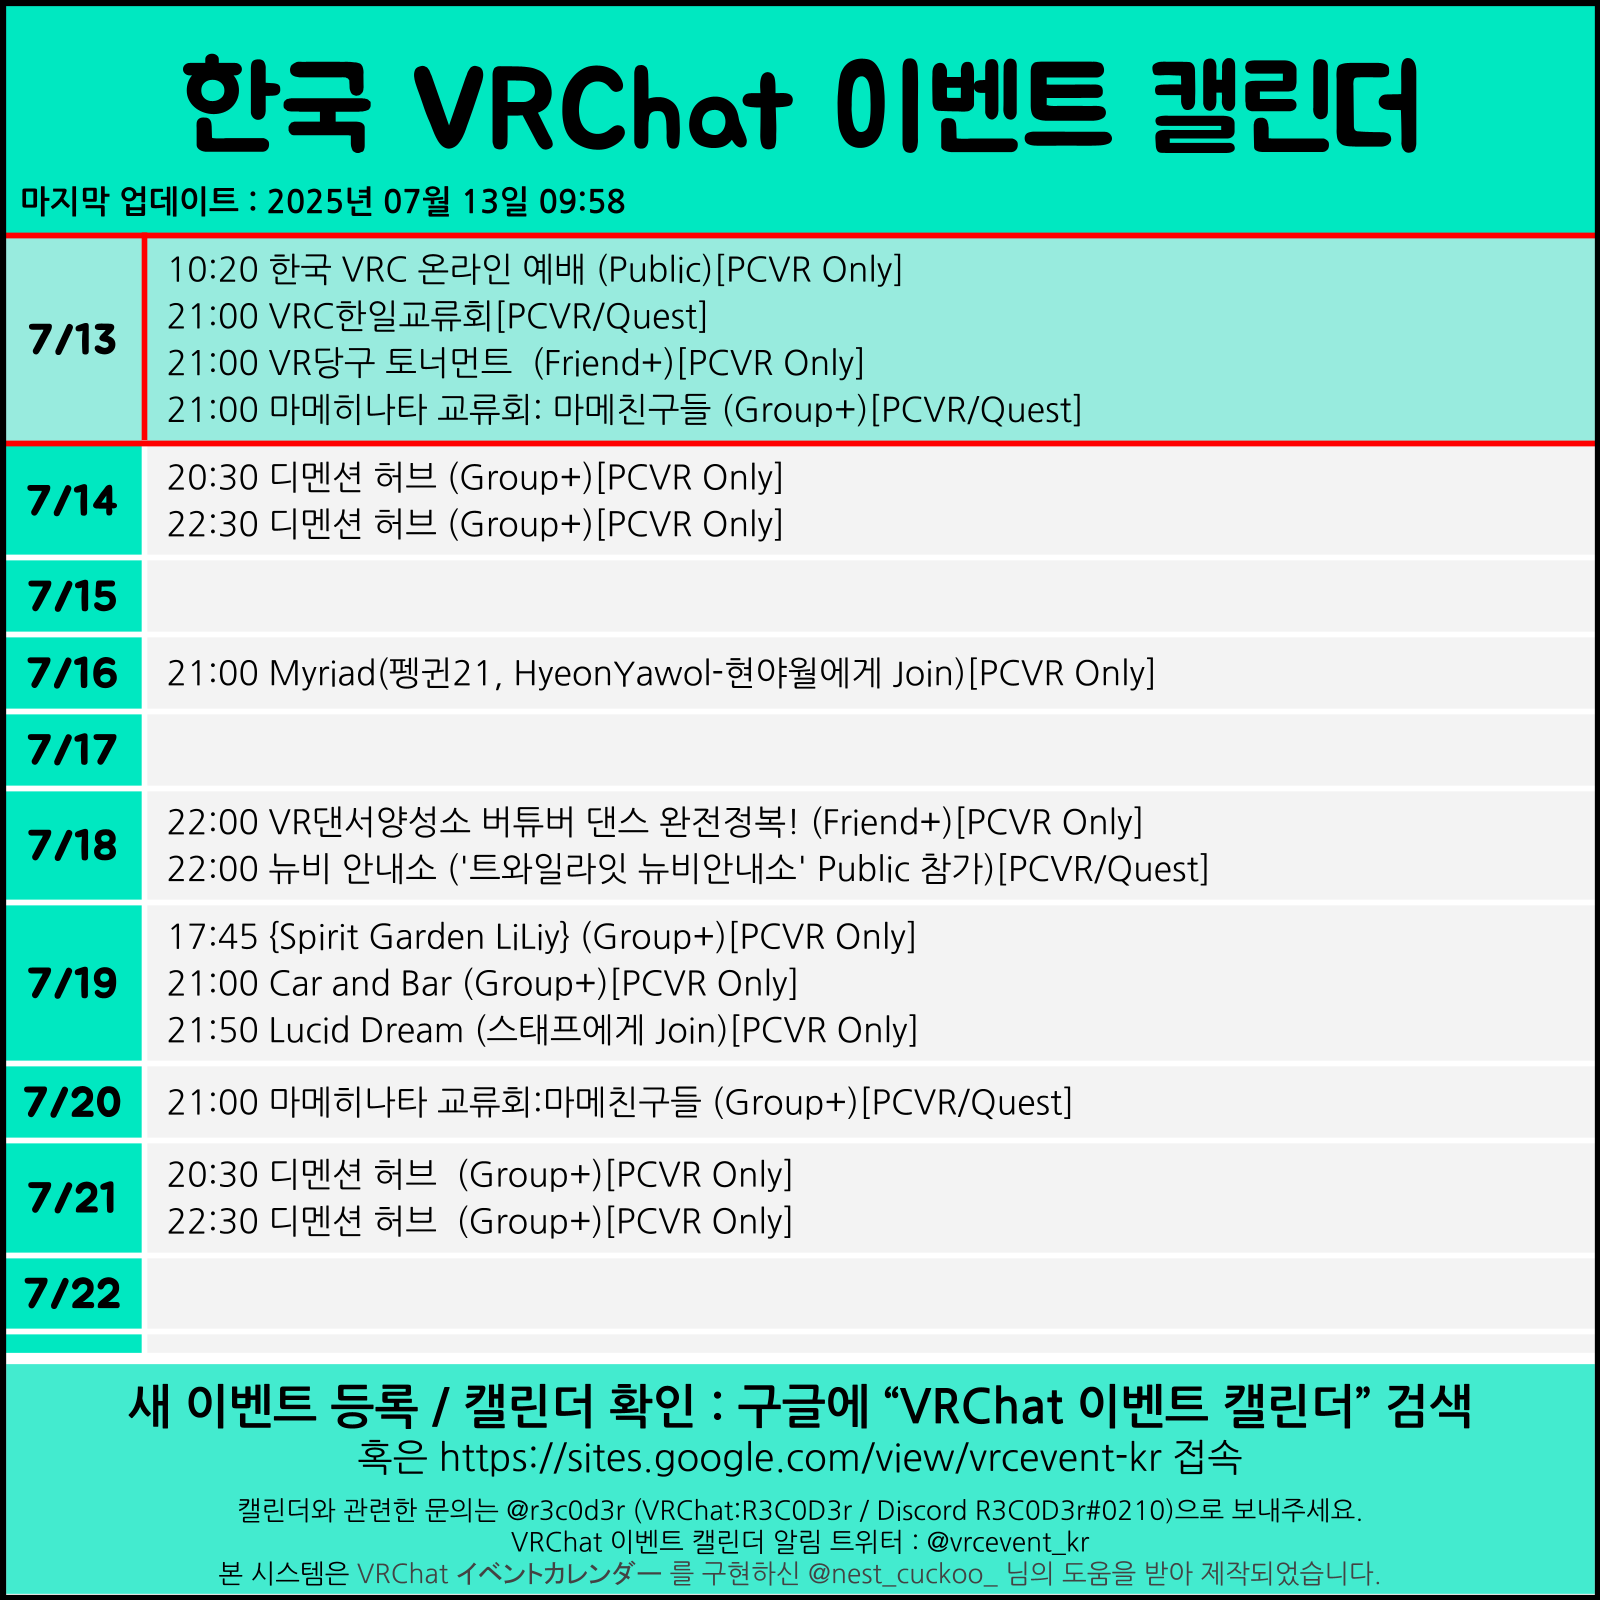 한국 VRChat 이벤트 캘린더
마지막 업데이트 : 2025년 07월 13일 09:58
7/13
10:20 한국 VRC 온라인 예배 (Public)[PCVR Only]
21:00 VRC한일교류회[PCVR/Quest]
21:00 VR당구 토너먼트  (Friend+)[PCVR Only]
21:00 마메히나타 교류회: 마메친구들 (Group+)[PCVR/Quest]
7/14
20:30 디멘션 허브 (Group+)[PCVR Only]
22:30 디멘션 허브 (Group+)[PCVR Only]
7/15
7/16
21:00 Myriad(펭귄21, HyeonYawol-현야월에게 Join)[PCVR Only]
7/17
7/18
22:00 VR댄서양성소 버튜버 댄스 완전정복! (Friend+)[PCVR Only]
22:00 뉴비 안내소 ('트와일라잇 뉴비안내소' Public 참가)[PCVR/Quest]
7/19
17:45 {Spirit Garden LiLiy} (Group+)[PCVR Only]
21:00 Car and Bar (Group+)[PCVR Only]
21:50 Lucid Dream (스태프에게 Join)[PCVR Only]
7/20
21:00 마메히나타 교류회:마메친구들 (Group+)[PCVR/Quest]
7/21
20:30 디멘션 허브  (Group+)[PCVR Only]
22:30 디멘션 허브  (Group+)[PCVR Only]
7/22
새 이벤트 등록 / 캘린더 확인 : 구글에 “VRChat 이벤트 캘린더” 검색
혹은 https://sites.google.com/view/vrcevent-kr 접속
캘린더와 관련한 문의는 @r3c0d3r (VRChat:R3C0D3r / Discord R3C0D3r#0210)으로 보내주세요.
VRChat 이벤트 캘린더 알림 트위터 : @vrcevent_kr
본 시스템은 VRChat イベントカレンダー 를 구현하신 @nest_cuckoo_ 님의 도움을 받아 제작되었습니다.